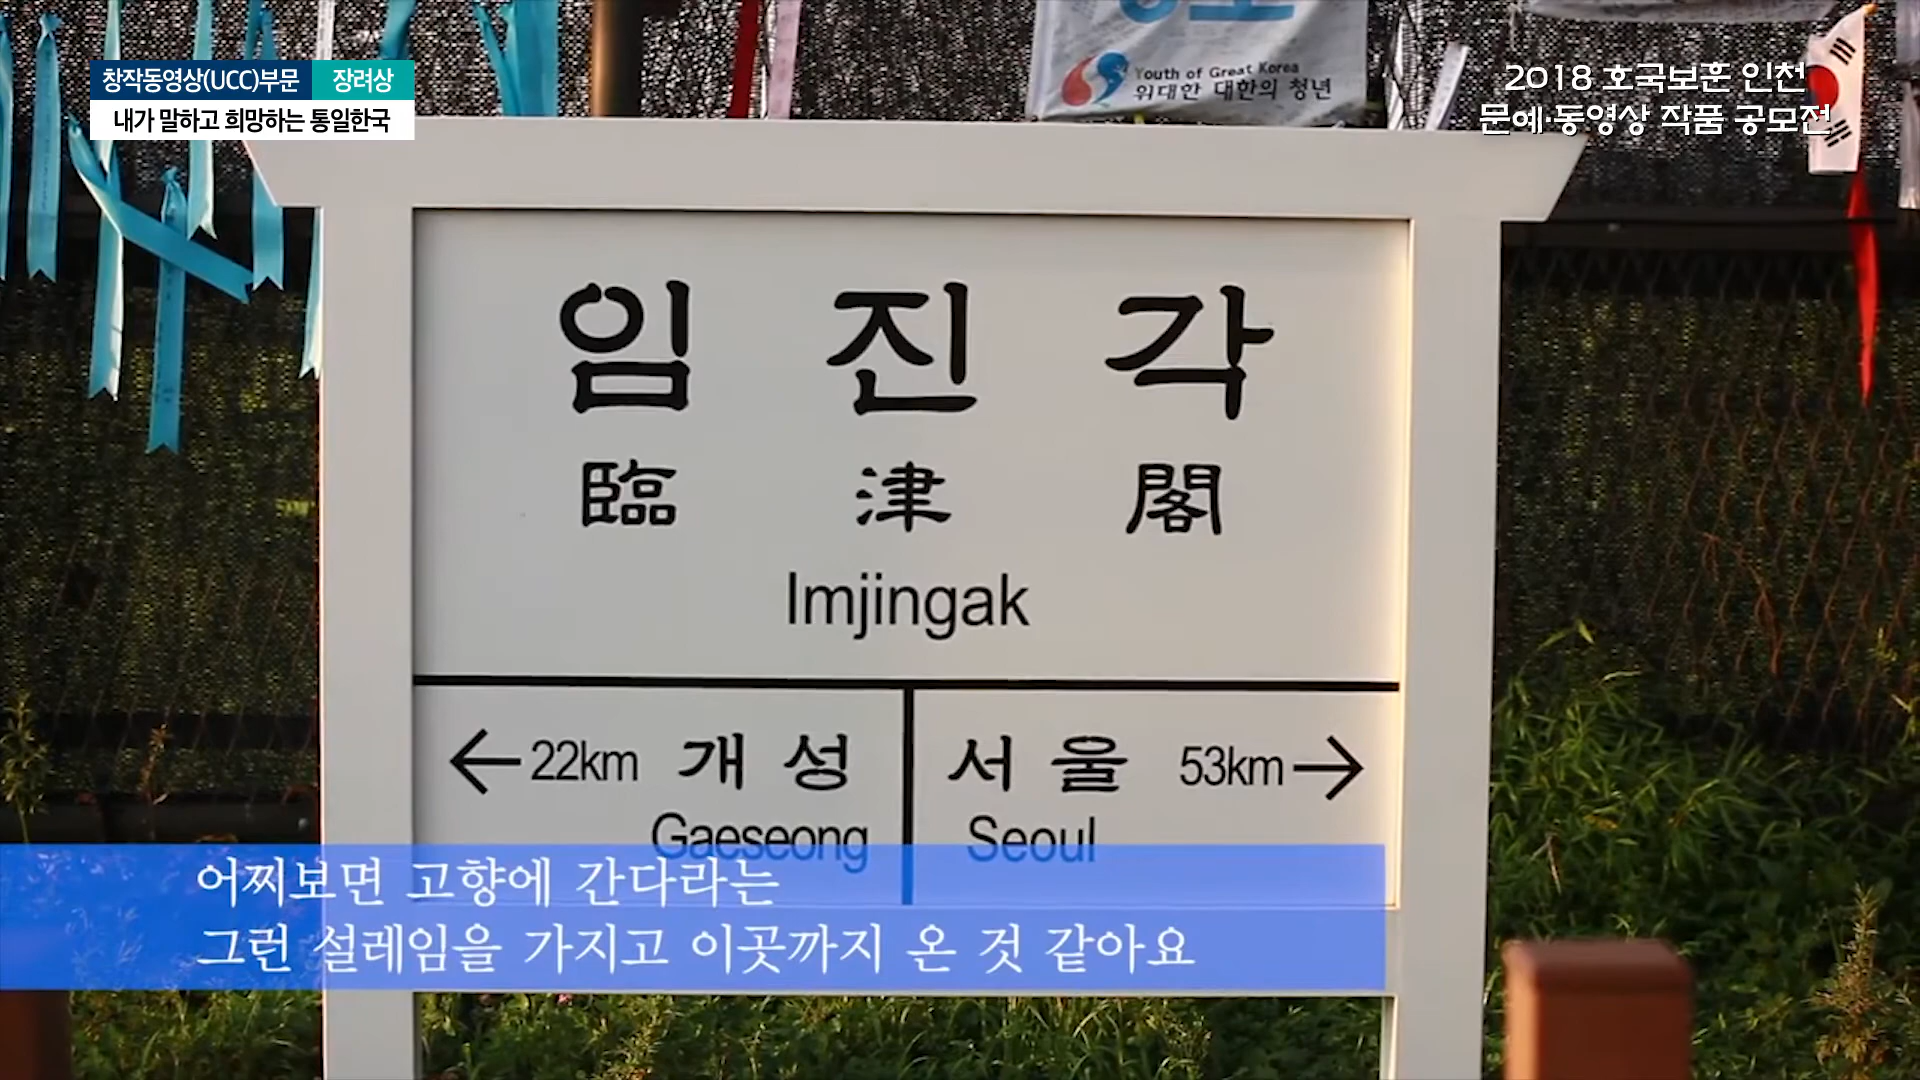 창작동영상(UCC)부문 장려상
내가 말하고 희망하는 통일한국
2018 호국보훈 인천
문예·동영상 작품 공모전
Youth of Great Korea
위대한 대한의 청년
임 진 각
臨 津 閣
Imjingak
←22km 개성 서울 53km→
Gaeseong Seoul
어찌보면 고향에 간다라는
그런 설레임을 가지고 이곳까지 온 것 같아요